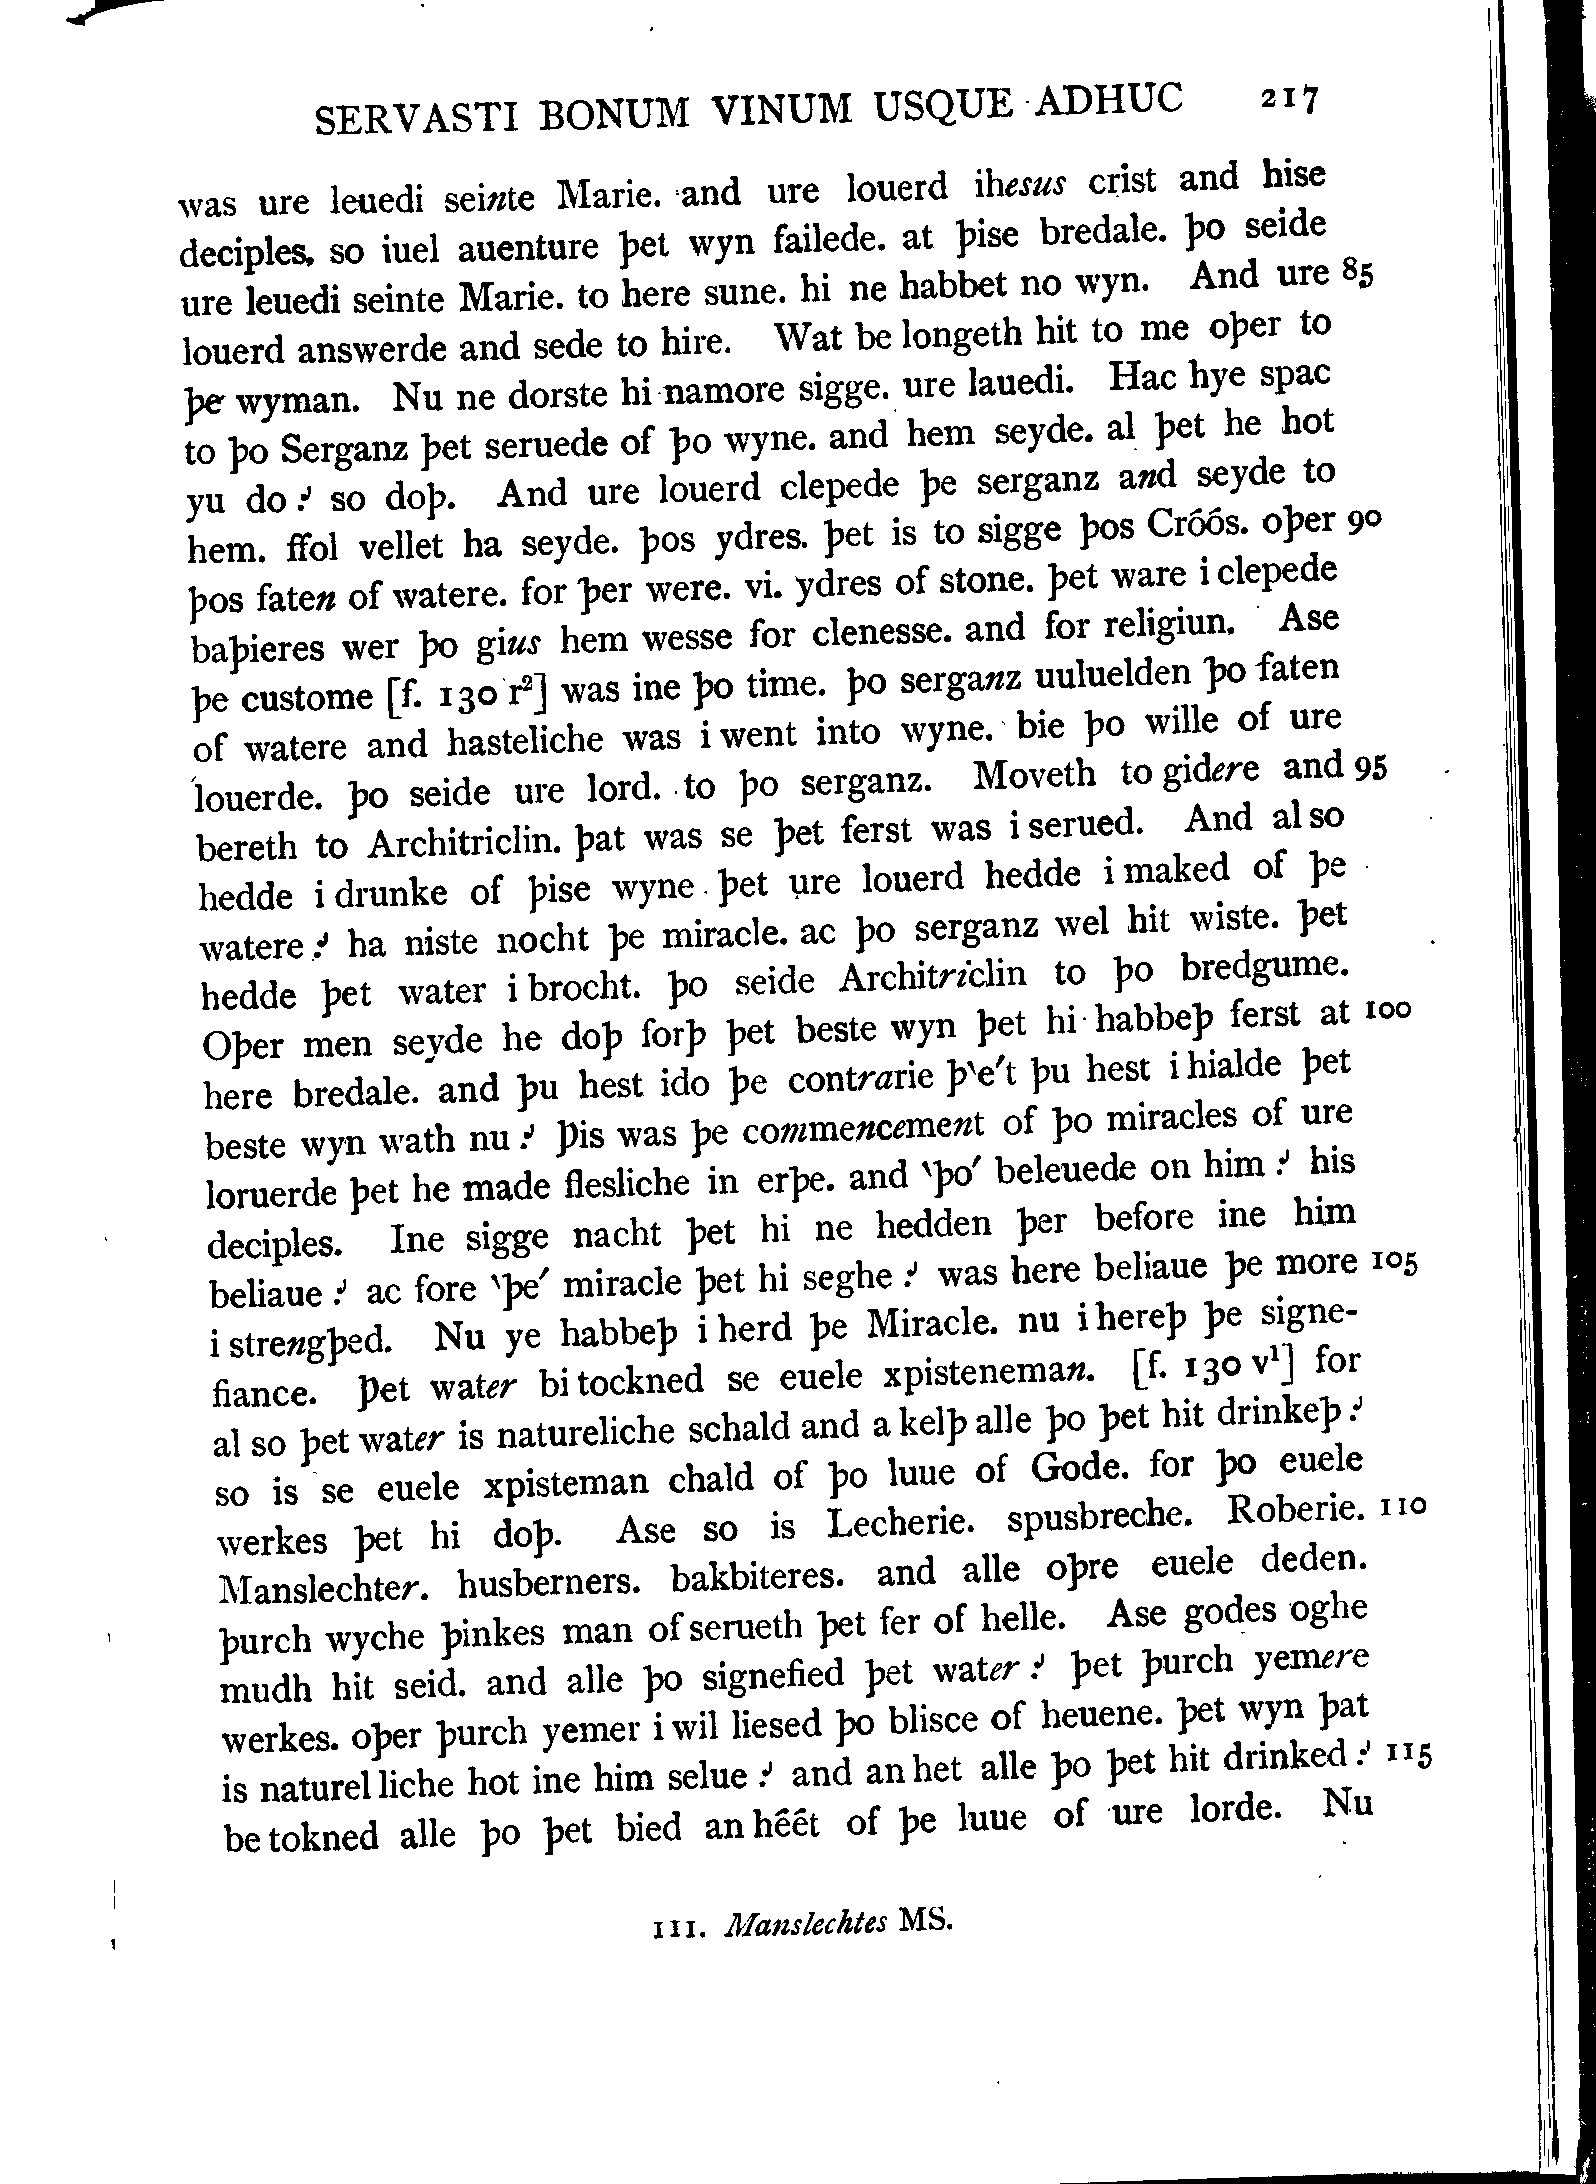 SERVASTI BONUM VINUM USQUE ADHUC 217
was ure leuedi seinte Marie. and ure louerd ihesus crist and hise
deciples. so iuel auenture þet wyn failede. at þise bredale. þo seide
ure leuedi seinte Marie. to here sune. hi ne habbet no wyn. And ure 85
louerd answerde and sede to hire. Wat be longeth hit to me oþer to
þe wyman. Nu ne dorste hi namore sigge. ure lauedi. Hac hye spac
to þo Serganz þet seruede of þo wyne. and hem seyde. al þet he hot
yu do⹎ so doþ. And ure louerd clepede þe serganz and seyde to
hem. ffol vellet ha seyde. þos ydres. þet is to sigge þos Cróós. oþer 90
þos faten of watere. for þer were. vi. ydres of stone. þet ware i clepede
baþieres wer þo gius hem wesse for clenesse. and for religiun. Ase
þe custome [f. 130 r²] was ine þo time. þo serganz uuluelden þo faten
of watere and hasteliche was i went into wyne. bie þo wille of ure
louerde. þo seide ure lord. to þo serganz. Moveth to gidere and 95
bereth to Architriclin. þat was se þet ferst was i serued. And al so
hedde i drunke of þise wyne þet ure louerd hedde i maked of þe
watere⹎ ha niste nocht þe miracle. ac þo serganz wel hit wiste. þet
hedde þet water i brocht. þo seide Architriclin to þo bredgume.
Oþer men seyde he doþ forþ þet beste wyn þet hi habbeþ ferst at 100
here bredale. and þu hest ido þe contrarie þ‵e′t þu hest i hialde þet
beste wyn wath nu⹎ Þis was þe commencement of þo miracles of ure
loruerde þet he made flesliche in erþe. and ‵þo′ beleuede on him⹎ his
deciples. Ine sigge nacht þet hi ne hedden þer before ine him
beliaue⹎ ac fore ‵þe′ miracle þet hi seghe⹎ was here beliaue þe more 105
i strengþed. Nu ye habbeþ i herd þe Miracle. nu i hereþ þe signe-
fiance. Þet water bi tockned se euele xpisteneman. [f. 130 v¹] for
al so þet water is natureliche schald and a kelþ alle þo þet hit drinkeþ⹎
so is se euele xpisteman chald of þo luue of Gode. for þo euele
werkes þet hi doþ. Ase so is Lecherie. spusbreche. Roberie. 110
Manslechter. husberners. bakbiteres. and alle oþre euele deden.
þurch wyche þinkes man of serueth þet fer of helle. Ase godes oghe
mudh hit seid. and alle þo signefied þet water⹎ þet þurch yemere
werkes. oþer þurch yemer i wil liesed þo blisce of heuene. þet wyn þat
is naturel liche hot ine him selue⹎ and an het alle þo þet hit drinked⹎ 115
be tokned alle þo þet bied an hêêt of þe luue of ure lorde. Nu
111. Manslechtes MS.